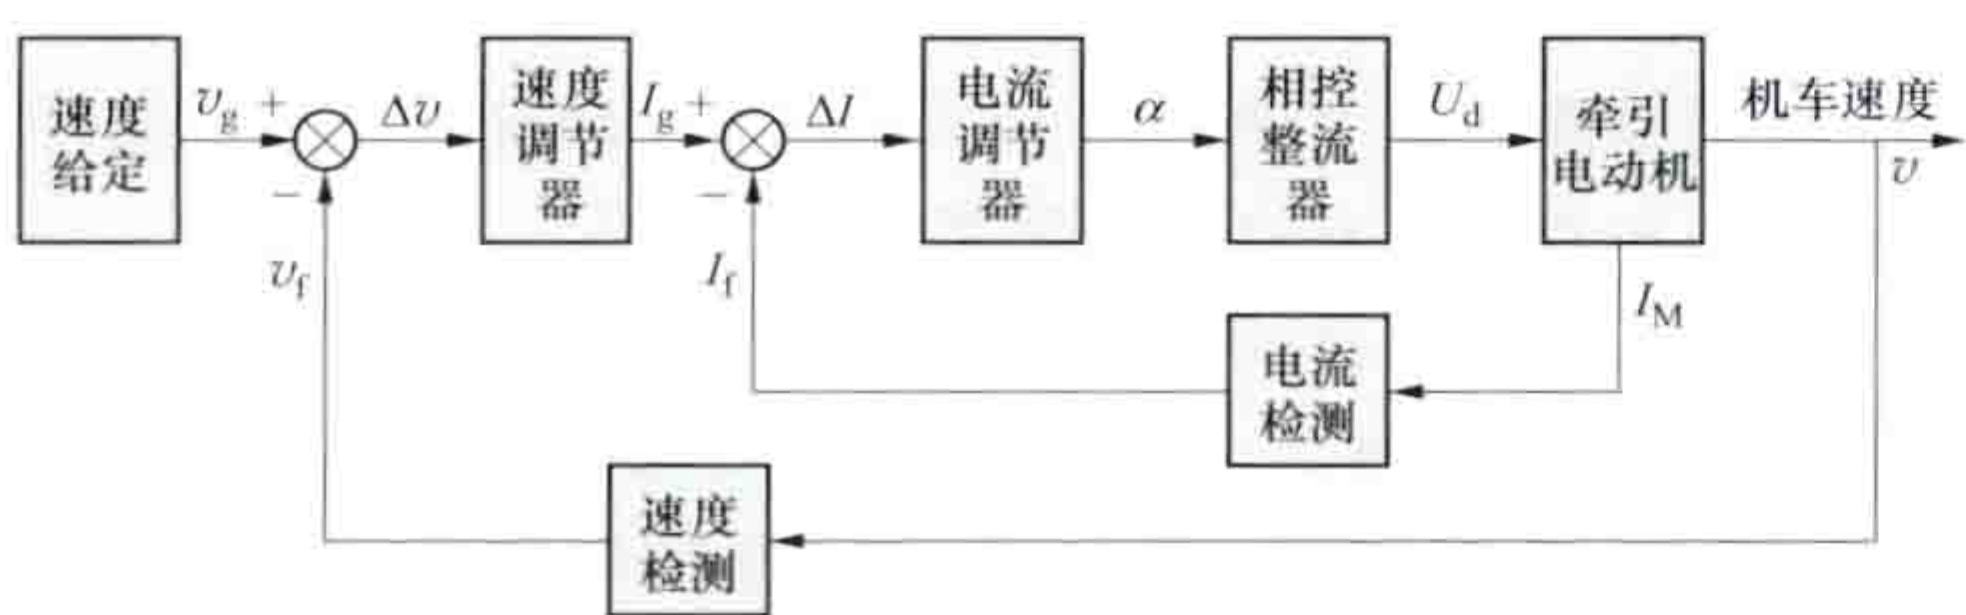 速度
给定
v_g +
−
v_f
Δv
速度
调节
器
I_g +
−
I_f
ΔI
电流
调节
器
α
相控
整流
器
U_d
牵引
电动机
机车速度
v
I_M
电流
检测
速度
检测